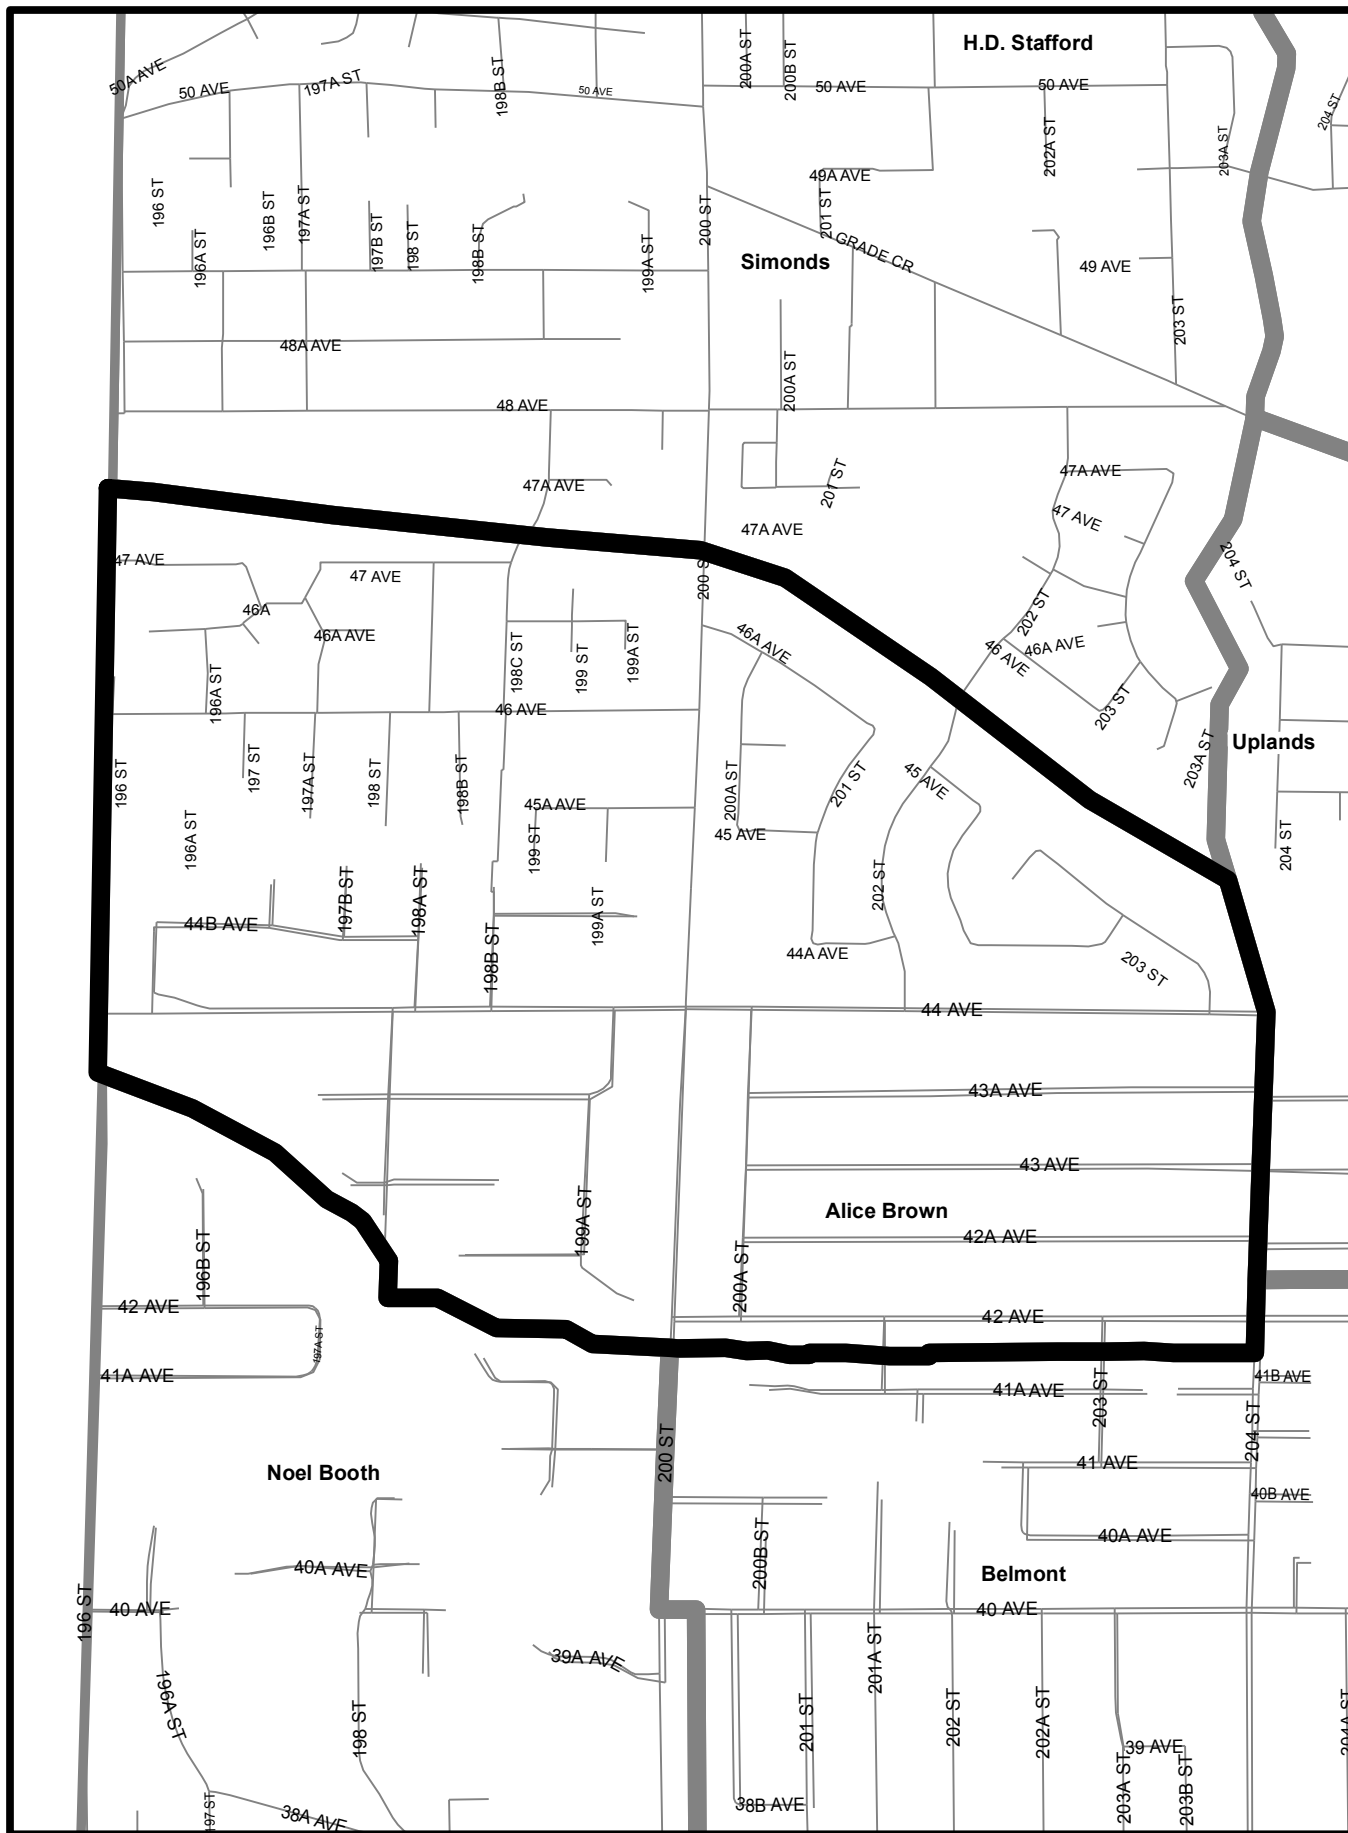 H.D. Stafford
50A AVE
50 AVE
197A ST
198B ST
50 AVE
200A ST
200B ST
50 AVE
50 AVE
202A ST
203A ST
204 ST
196 ST
196A ST
196B ST
197A ST
197B ST
198 ST
198B ST
199A ST
200 ST
49A AVE
201 ST
GRADE CR
Simonds
49 AVE
203 ST
48A AVE
200A ST
48 AVE
47A AVE
201 ST
47A AVE
47A AVE
47 AVE
204 ST
47 AVE
47 AVE
200 S
46A
46A AVE
198C ST
199 ST
199A ST
46A AVE
202 ST
46 AVE
46A AVE
203 ST
196A ST
46 AVE
203A ST
Uplands
196 ST
197 ST
197A ST
198 ST
198B ST
45A AVE
200A ST
201 ST
45 AVE
45 AVE
196A ST
199 ST
204 ST
197B ST
198A ST
202 ST
44B AVE
199A ST
198B ST
44A AVE
203 ST
44 AVE
43A AVE
43 AVE
Alice Brown
199A ST
42A AVE
196B ST
200A ST
42 AVE
42 AVE
197A ST
41A AVE
41A AVE
203 ST
41B AVE
200 ST
204 ST
Noel Booth
41 AVE
40B AVE
40A AVE
200B ST
40A AVE
Belmont
196 ST
40 AVE
40 AVE
39A AVE
201A ST
196A ST
198 ST
201 ST
202 ST
202A ST
204A ST
39 AVE
203A ST
203B ST
197 ST
38A AVE
38B AVE